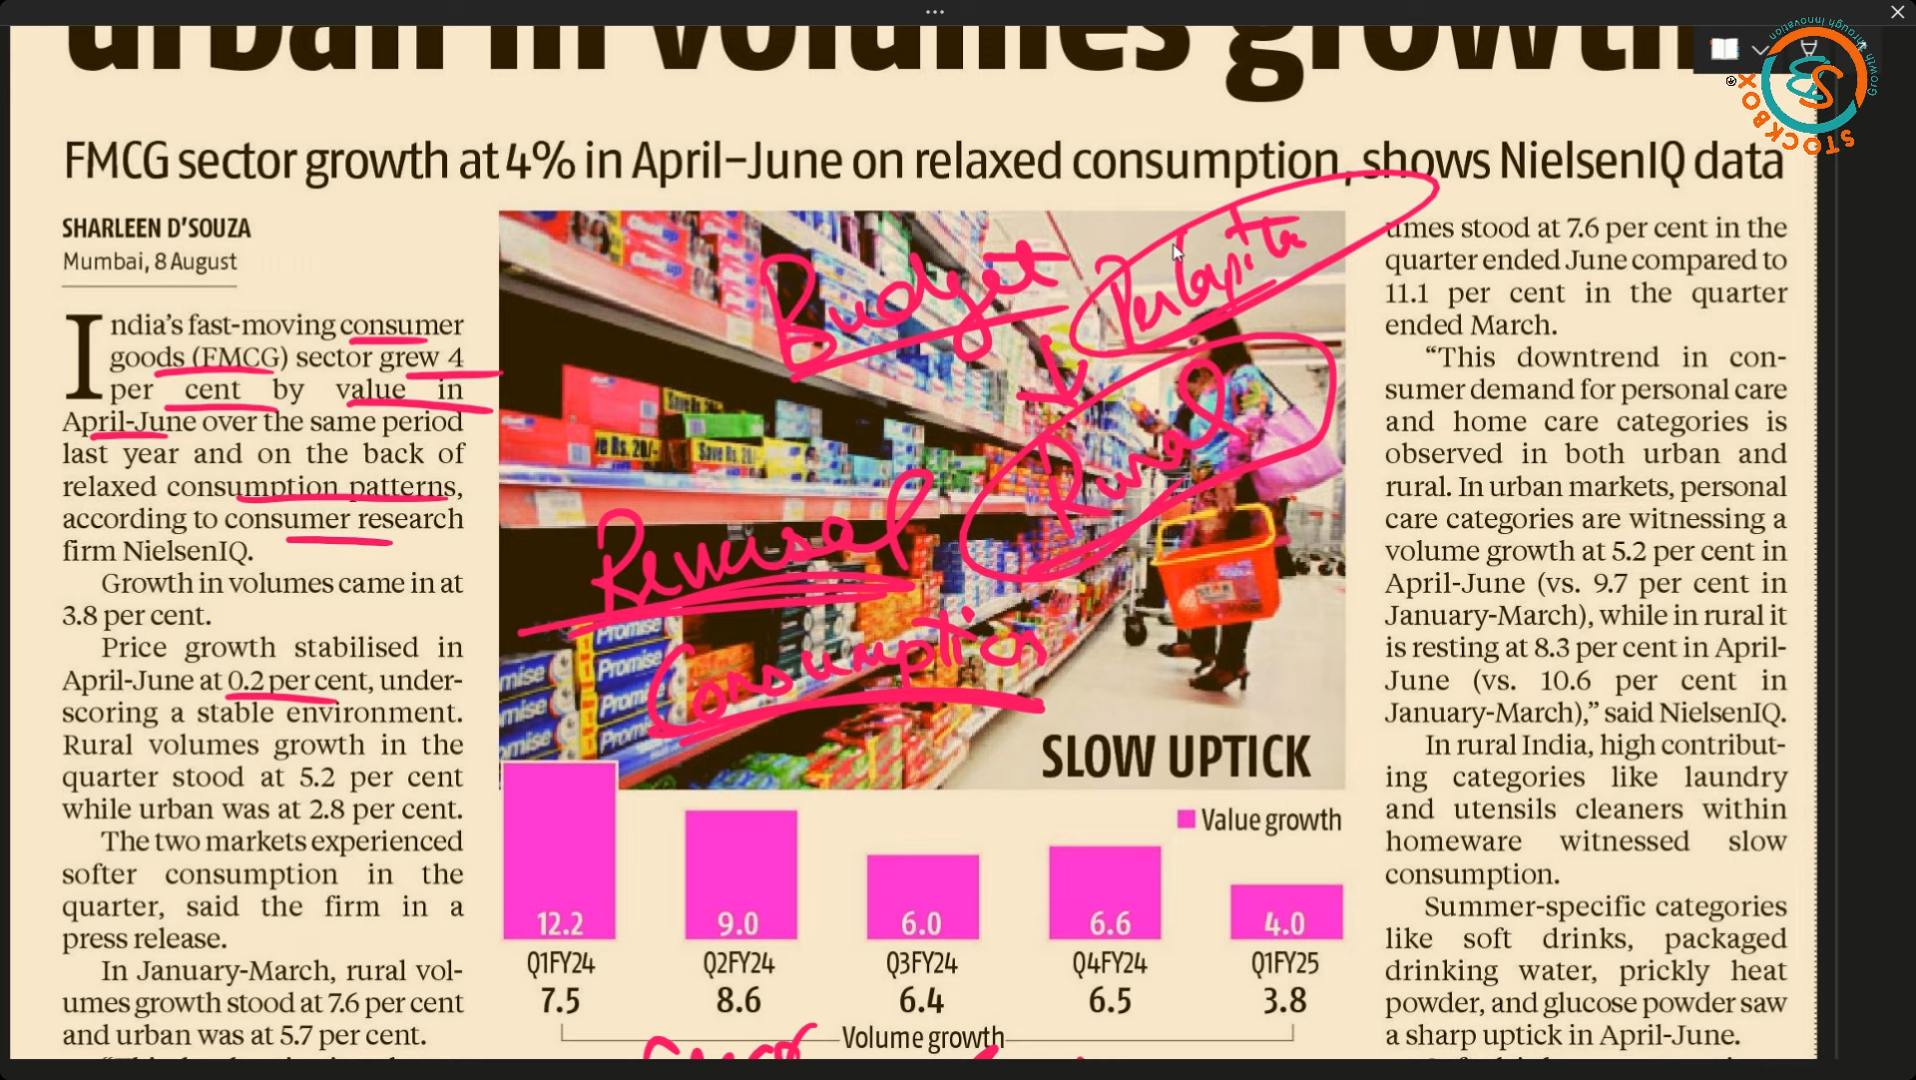 urban in volumes growth
FMCG sector growth at 4% in April-June on relaxed consumption, shows NielsenIQ data
SHARLEEN D'SOUZA
Mumbai, 8 August
India's fast-moving consumer
goods (FMCG) sector grew 4
per cent by value in
April-June over the same period
last year and on the back of
relaxed consumption patterns,
according to consumer research
firm NielsenIQ.
Growth in volumes came in at
3.8 per cent.
Price growth stabilised in
April-June at 0.2 per cent, under-
scoring a stable environment.
Rural volumes growth in the
quarter stood at 5.2 per cent
while urban was at 2.8 per cent.
The two markets experienced
softer consumption in the
quarter, said the firm in a
press release.
In January-March, rural vol-
umes growth stood at 7.6 per cent
and urban was at 5.7 per cent.
Budget
Per Capita
Rural
Reversal
Consumption
Save Rs. 20/-
Promise
Promise
SLOW UPTICK
Value growth
12.2 9.0 6.0 6.6 4.0
Q1FY24 Q2FY24 Q3FY24 Q4FY24 Q1FY25
7.5 8.6 6.4 6.5 3.8
Volume growth
umes stood at 7.6 per cent in the
quarter ended June compared to
11.1 per cent in the quarter
ended March.
"This downtrend in con-
sumer demand for personal care
and home care categories is
observed in both urban and
rural. In urban markets, personal
care categories are witnessing a
volume growth at 5.2 per cent in
April-June (vs. 9.7 per cent in
January-March), while in rural it
is resting at 8.3 per cent in April-
June (vs. 10.6 per cent in
January-March)," said NielsenIQ.
In rural India, high contribut-
ing categories like laundry
and utensils cleaners within
homeware witnessed slow
consumption.
Summer-specific categories
like soft drinks, packaged
drinking water, prickly heat
powder, and glucose powder saw
a sharp uptick in April-June.
STOCKBOX
Growth Through Innovation